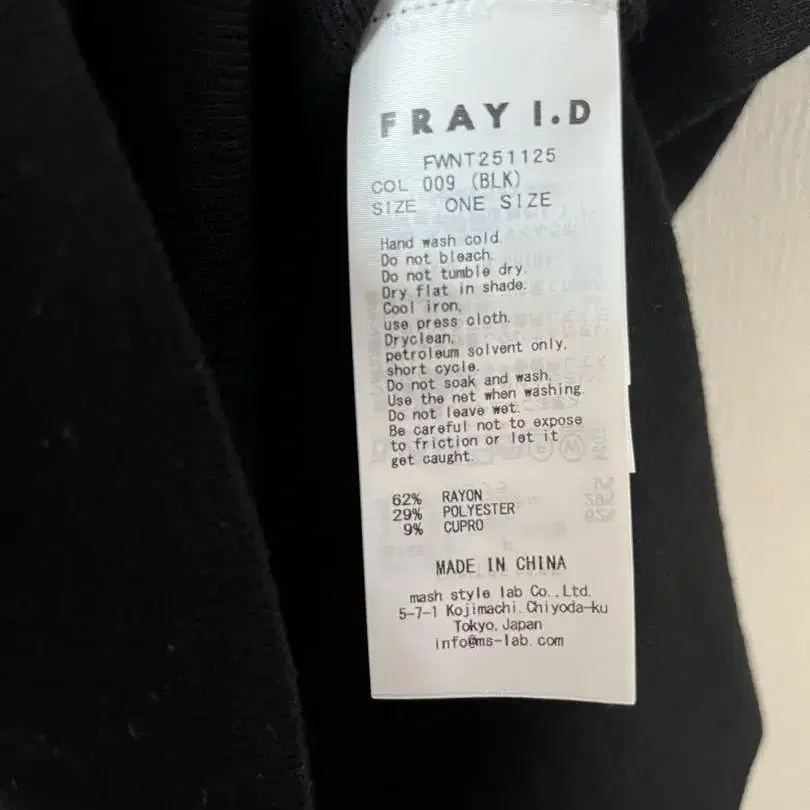 FRAY I.D
FWNT251125
COL 009 (BLK)
SIZE ONE SIZE
Hand wash cold.
Do not bleach.
Do not tumble dry.
Dry flat in shade.
Cool iron,
use press cloth.
Dryclean,
petroleum solvent only.
short cycle.
Do not soak and wash.
Use the net when washing.
Do not leave wet.
Be careful not to expose
to friction or let it
get caught.
62% RAYON
29% POLYESTER
9% CUPRO
MADE IN CHINA
mash style lab Co.,Ltd.
5-7-1 Kojimachi, Chiyoda-ku
Tokyo, Japan
info@ms-lab.com